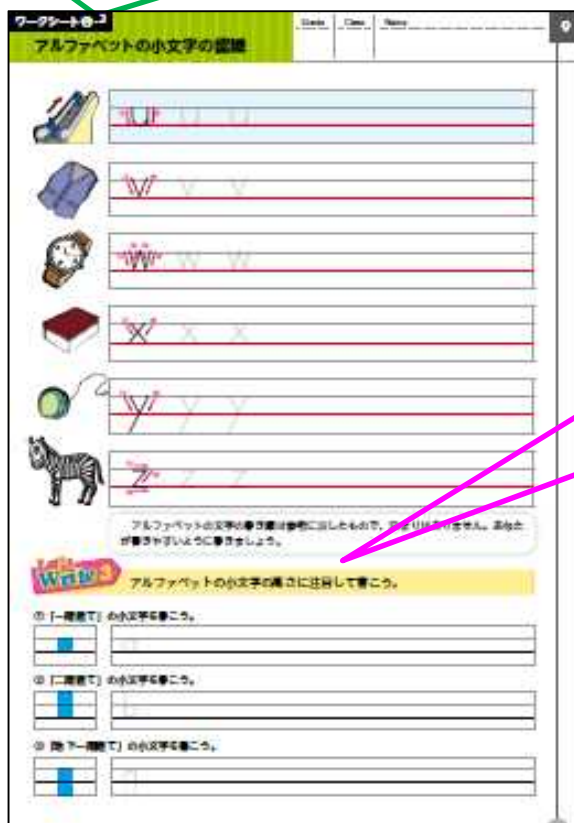 ワークシート❶-3
Grade Class Name
9
アルファベットの小文字の認識
u u u
v v v
w w w
x x x
y y y
z z z
アルファベットの文字の書き順は参考に示したもので、決まりはありません。あなた
が書きやすいように書きましょう。
Let's
Write 3 アルファベットの小文字の高さに注目して書こう。
① 「一階建て」の小文字を書こう。
a
② 「二階建て」の小文字を書こう。
b
③ 「地下一階建て」の小文字を書こう。
g